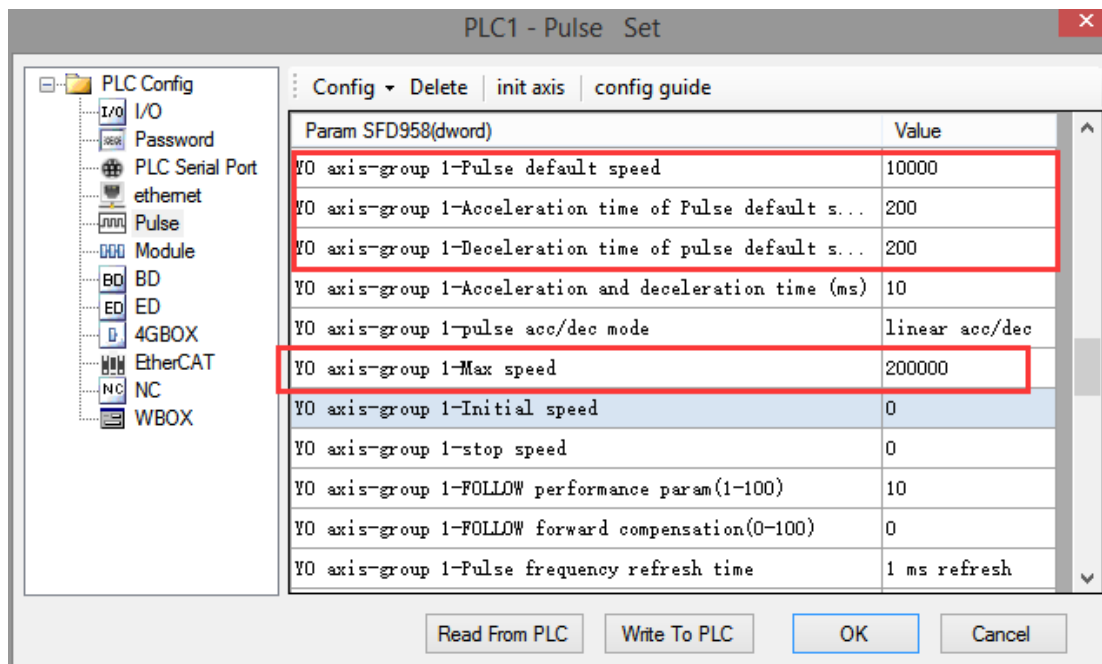 PLC1 - Pulse Set
PLC Config
I/O I/O
Password
PLC Serial Port
ethernet
Pulse
Module
BD BD
ED ED
4GBOX
EtherCAT
NC NC
WBOX
Config Delete init axis config guide
Param SFD958(dword) Value
Y0 axis-group 1-Pulse default speed 10000
Y0 axis-group 1-Acceleration time of Pulse default s... 200
Y0 axis-group 1-Deceleration time of pulse default s... 200
Y0 axis-group 1-Acceleration and deceleration time (ms) 10
Y0 axis-group 1-pulse acc/dec mode linear acc/dec
Y0 axis-group 1-Max speed 200000
Y0 axis-group 1-Initial speed 0
Y0 axis-group 1-stop speed 0
Y0 axis-group 1-FOLLOW performance param(1-100) 10
Y0 axis-group 1-FOLLOW forward compensation(0-100) 0
Y0 axis-group 1-Pulse frequency refresh time 1 ms refresh
Read From PLC Write To PLC OK Cancel